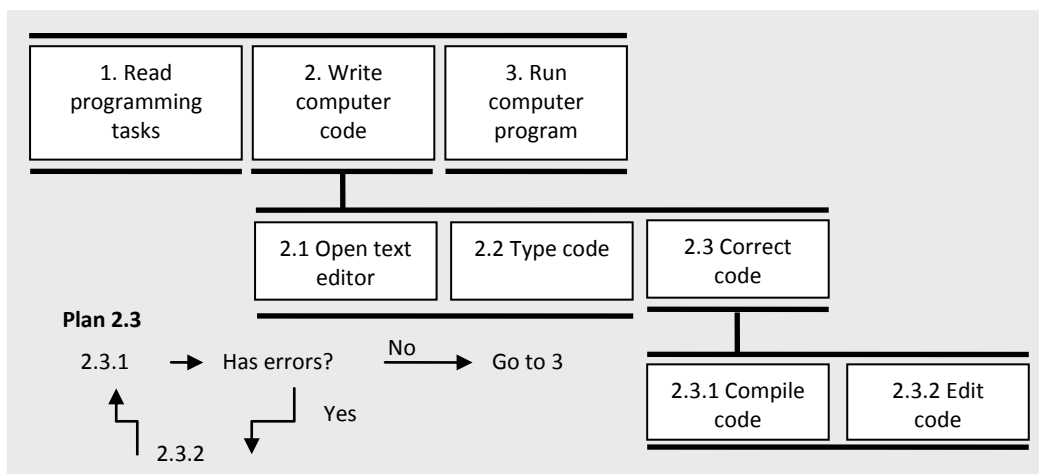 1. Read
programming
tasks
2. Write
computer
code
3. Run
computer
program
2.1 Open text
editor
2.2 Type code
2.3 Correct
code
Plan 2.3
2.3.1
Has errors?
No
Go to 3
Yes
2.3.2
2.3.1 Compile
code
2.3.2 Edit
code